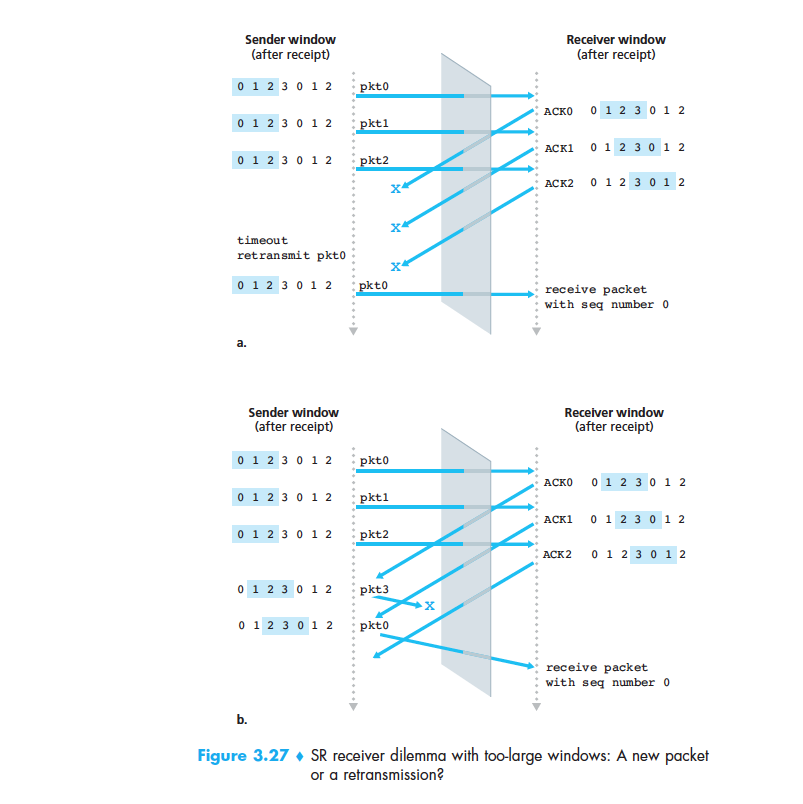 Sender window
(after receipt)
Receiver window
(after receipt)
0 1 2 3 0 1 2
pkt0
ACK0
0 1 2 3 0 1 2
0 1 2 3 0 1 2
pkt1
ACK1
0 1 2 3 0 1 2
0 1 2 3 0 1 2
pkt2
ACK2
0 1 2 3 0 1 2
x
x
x
timeout
retransmit pkt0
0 1 2 3 0 1 2
pkt0
receive packet
with seq number 0
a.
Sender window
(after receipt)
Receiver window
(after receipt)
0 1 2 3 0 1 2
pkt0
ACK0
0 1 2 3 0 1 2
0 1 2 3 0 1 2
pkt1
ACK1
0 1 2 3 0 1 2
0 1 2 3 0 1 2
pkt2
ACK2
0 1 2 3 0 1 2
0 1 2 3 0 1 2
pkt3
x
0 1 2 3 0 1 2
pkt0
receive packet
with seq number 0
b.
Figure 3.27 ♦ SR receiver dilemma with too-large windows: A new packet
or a retransmission?